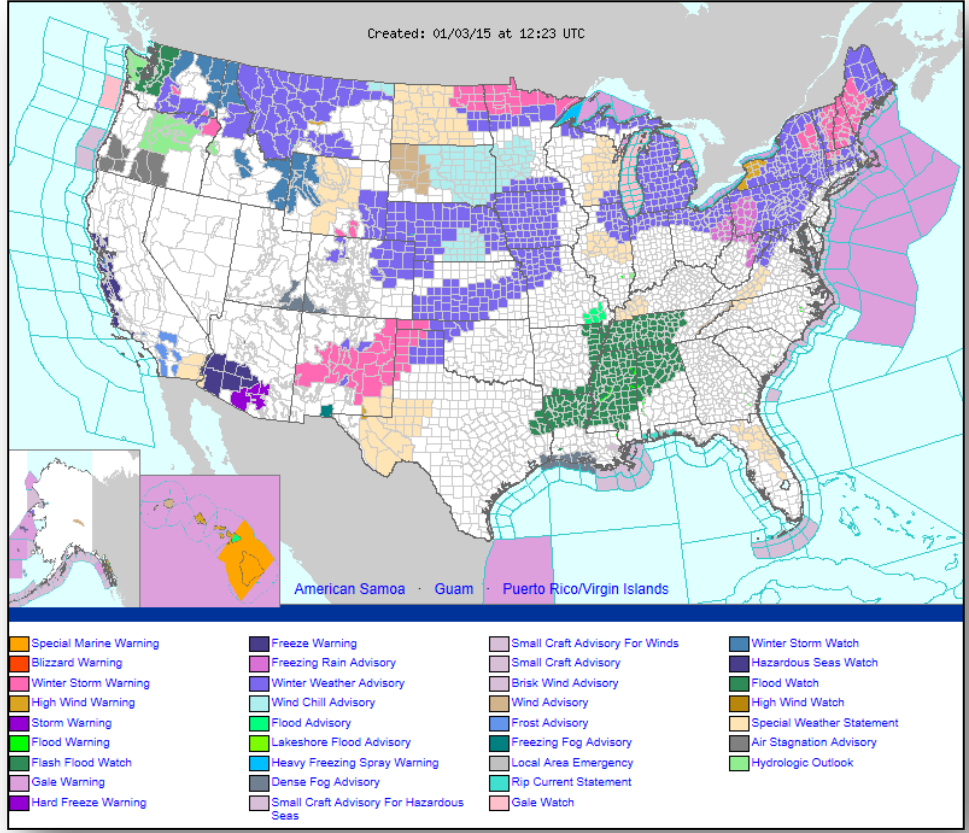 Created: 01/03/15 at 12:23 UTC
American Samoa · Guam · Puerto Rico/Virgin Islands
Special Marine Warning
Blizzard Warning
Winter Storm Warning
High Wind Warning
Storm Warning
Flood Warning
Flash Flood Watch
Gale Warning
Hard Freeze Warning
Freeze Warning
Freezing Rain Advisory
Winter Weather Advisory
Wind Chill Advisory
Flood Advisory
Lakeshore Flood Advisory
Heavy Freezing Spray Warning
Dense Fog Advisory
Small Craft Advisory For Hazardous
Seas
Small Craft Advisory For Winds
Small Craft Advisory
Brisk Wind Advisory
Wind Advisory
Frost Advisory
Freezing Fog Advisory
Local Area Emergency
Rip Current Statement
Gale Watch
Winter Storm Watch
Hazardous Seas Watch
Flood Watch
High Wind Watch
Special Weather Statement
Air Stagnation Advisory
Hydrologic Outlook